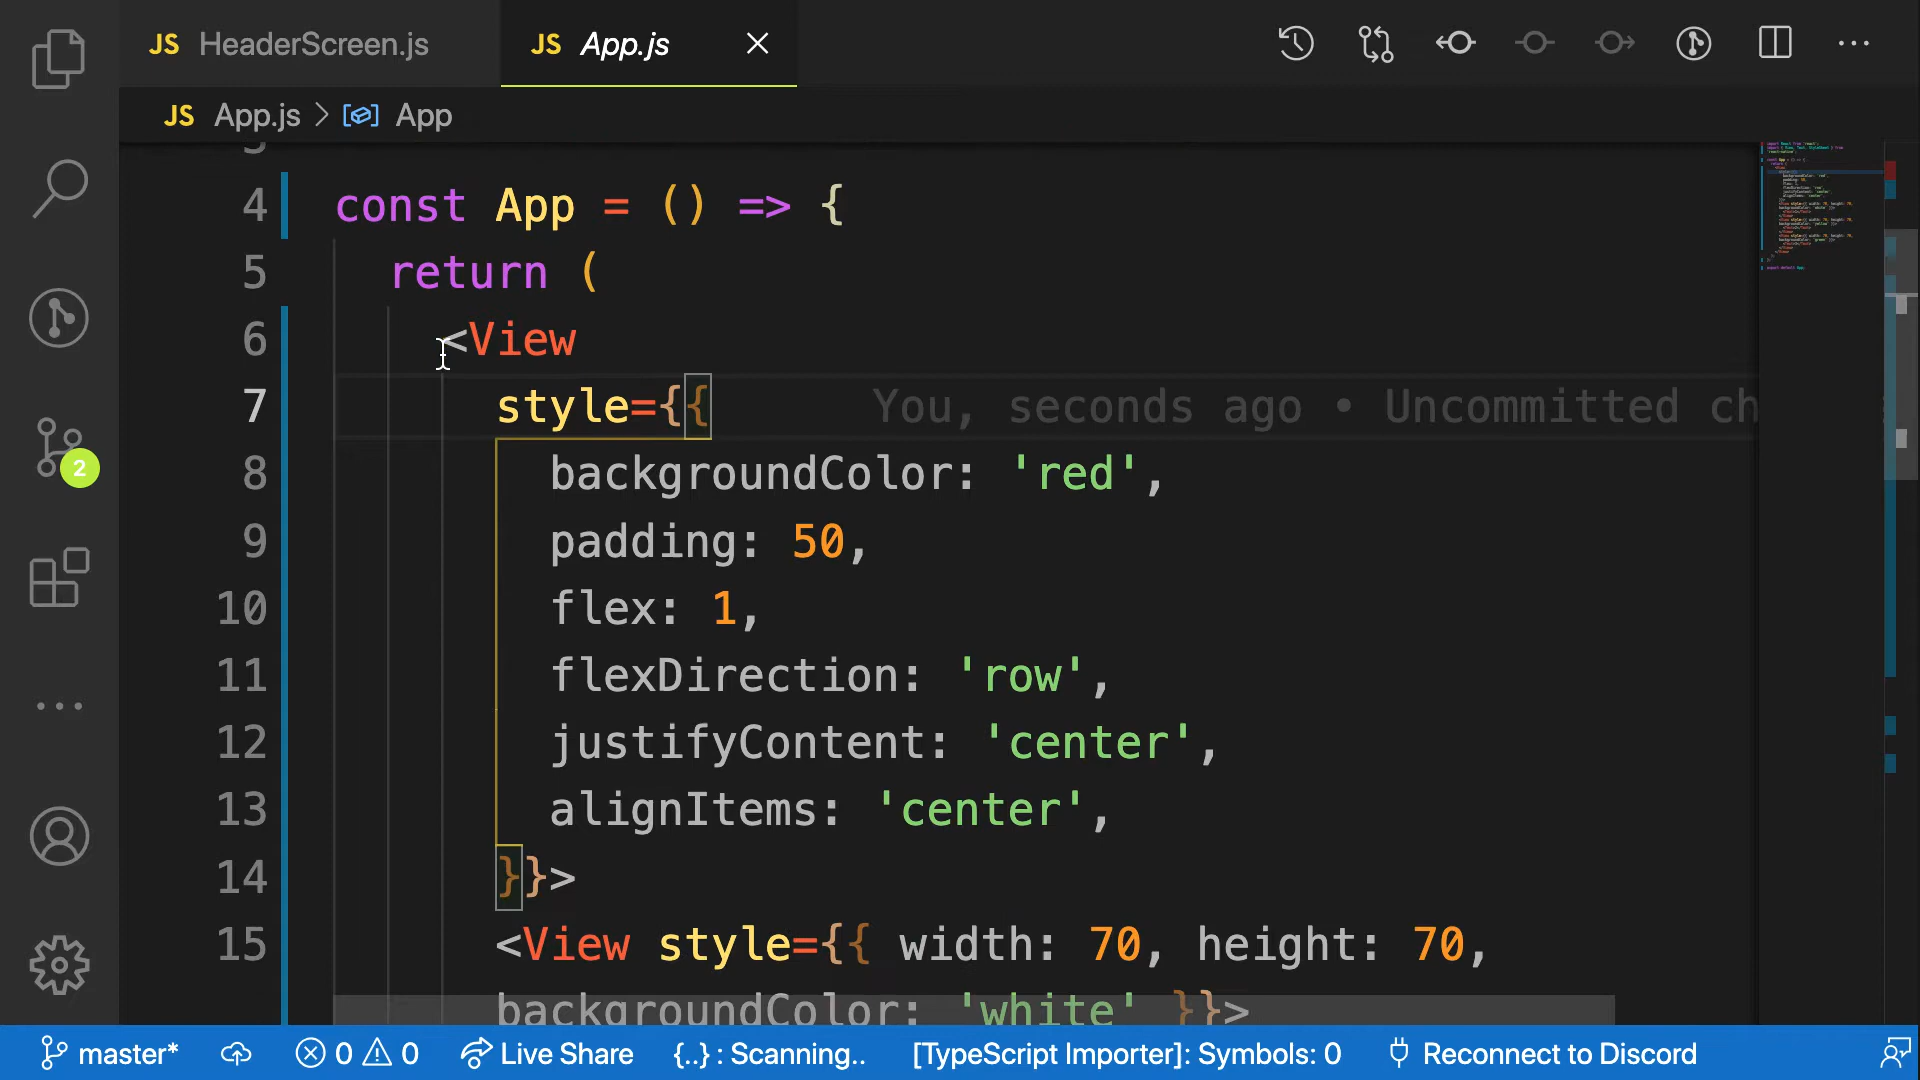 JS HeaderScreen.js
JS App.js
JS App.js > App
4 const App = () => {
5 return (
6 <View
7 style={{ You, seconds ago • Uncommitted ch
8 backgroundColor: 'red',
9 padding: 50,
10 flex: 1,
11 flexDirection: 'row',
12 justifyContent: 'center',
13 alignItems: 'center',
14 }}>
15 <View style={{ width: 70, height: 70,
backgroundColor: 'white' }}>
2
master* 0 0 Live Share {..} : Scanning.. [TypeScript Importer]: Symbols: 0 Reconnect to Discord